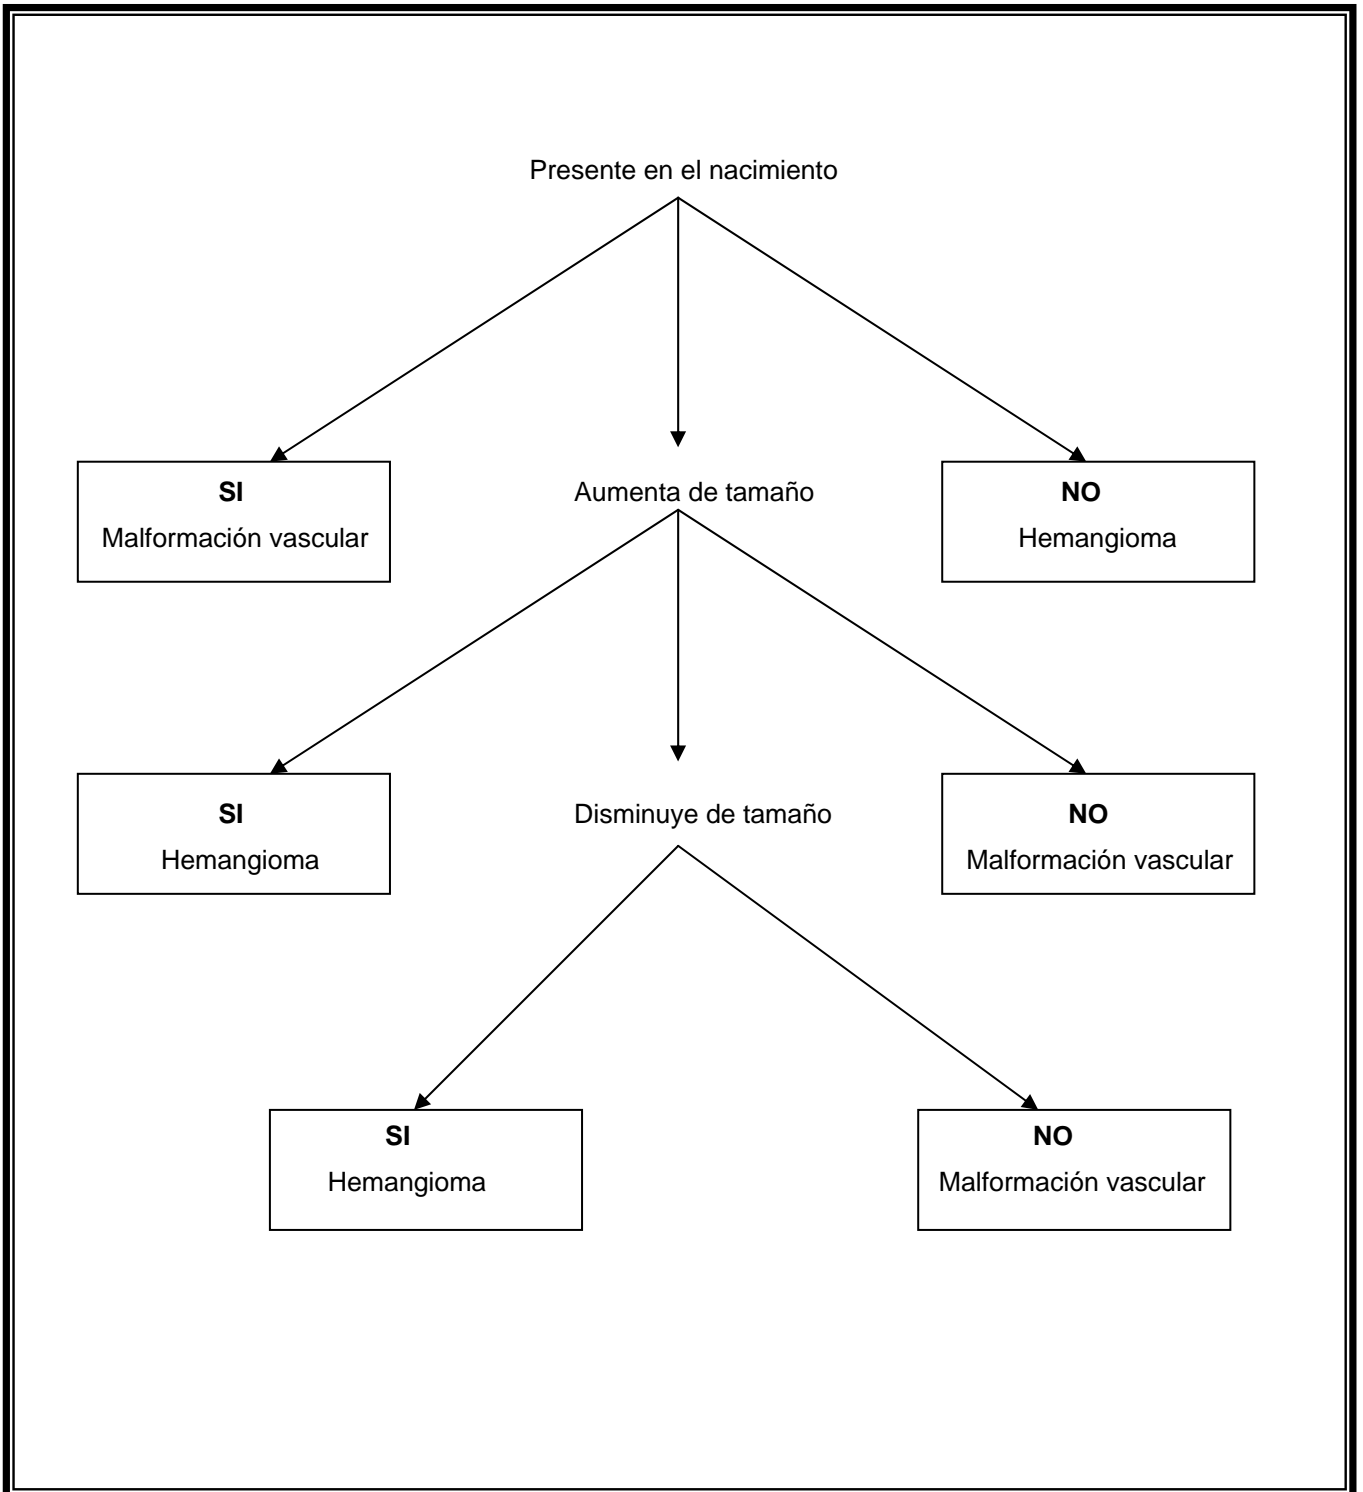 Presente en el nacimiento
SI
Malformación vascular
Aumenta de tamaño
NO
Hemangioma
SI
Hemangioma
Disminuye de tamaño
NO
Malformación vascular
SI
Hemangioma
NO
Malformación vascular